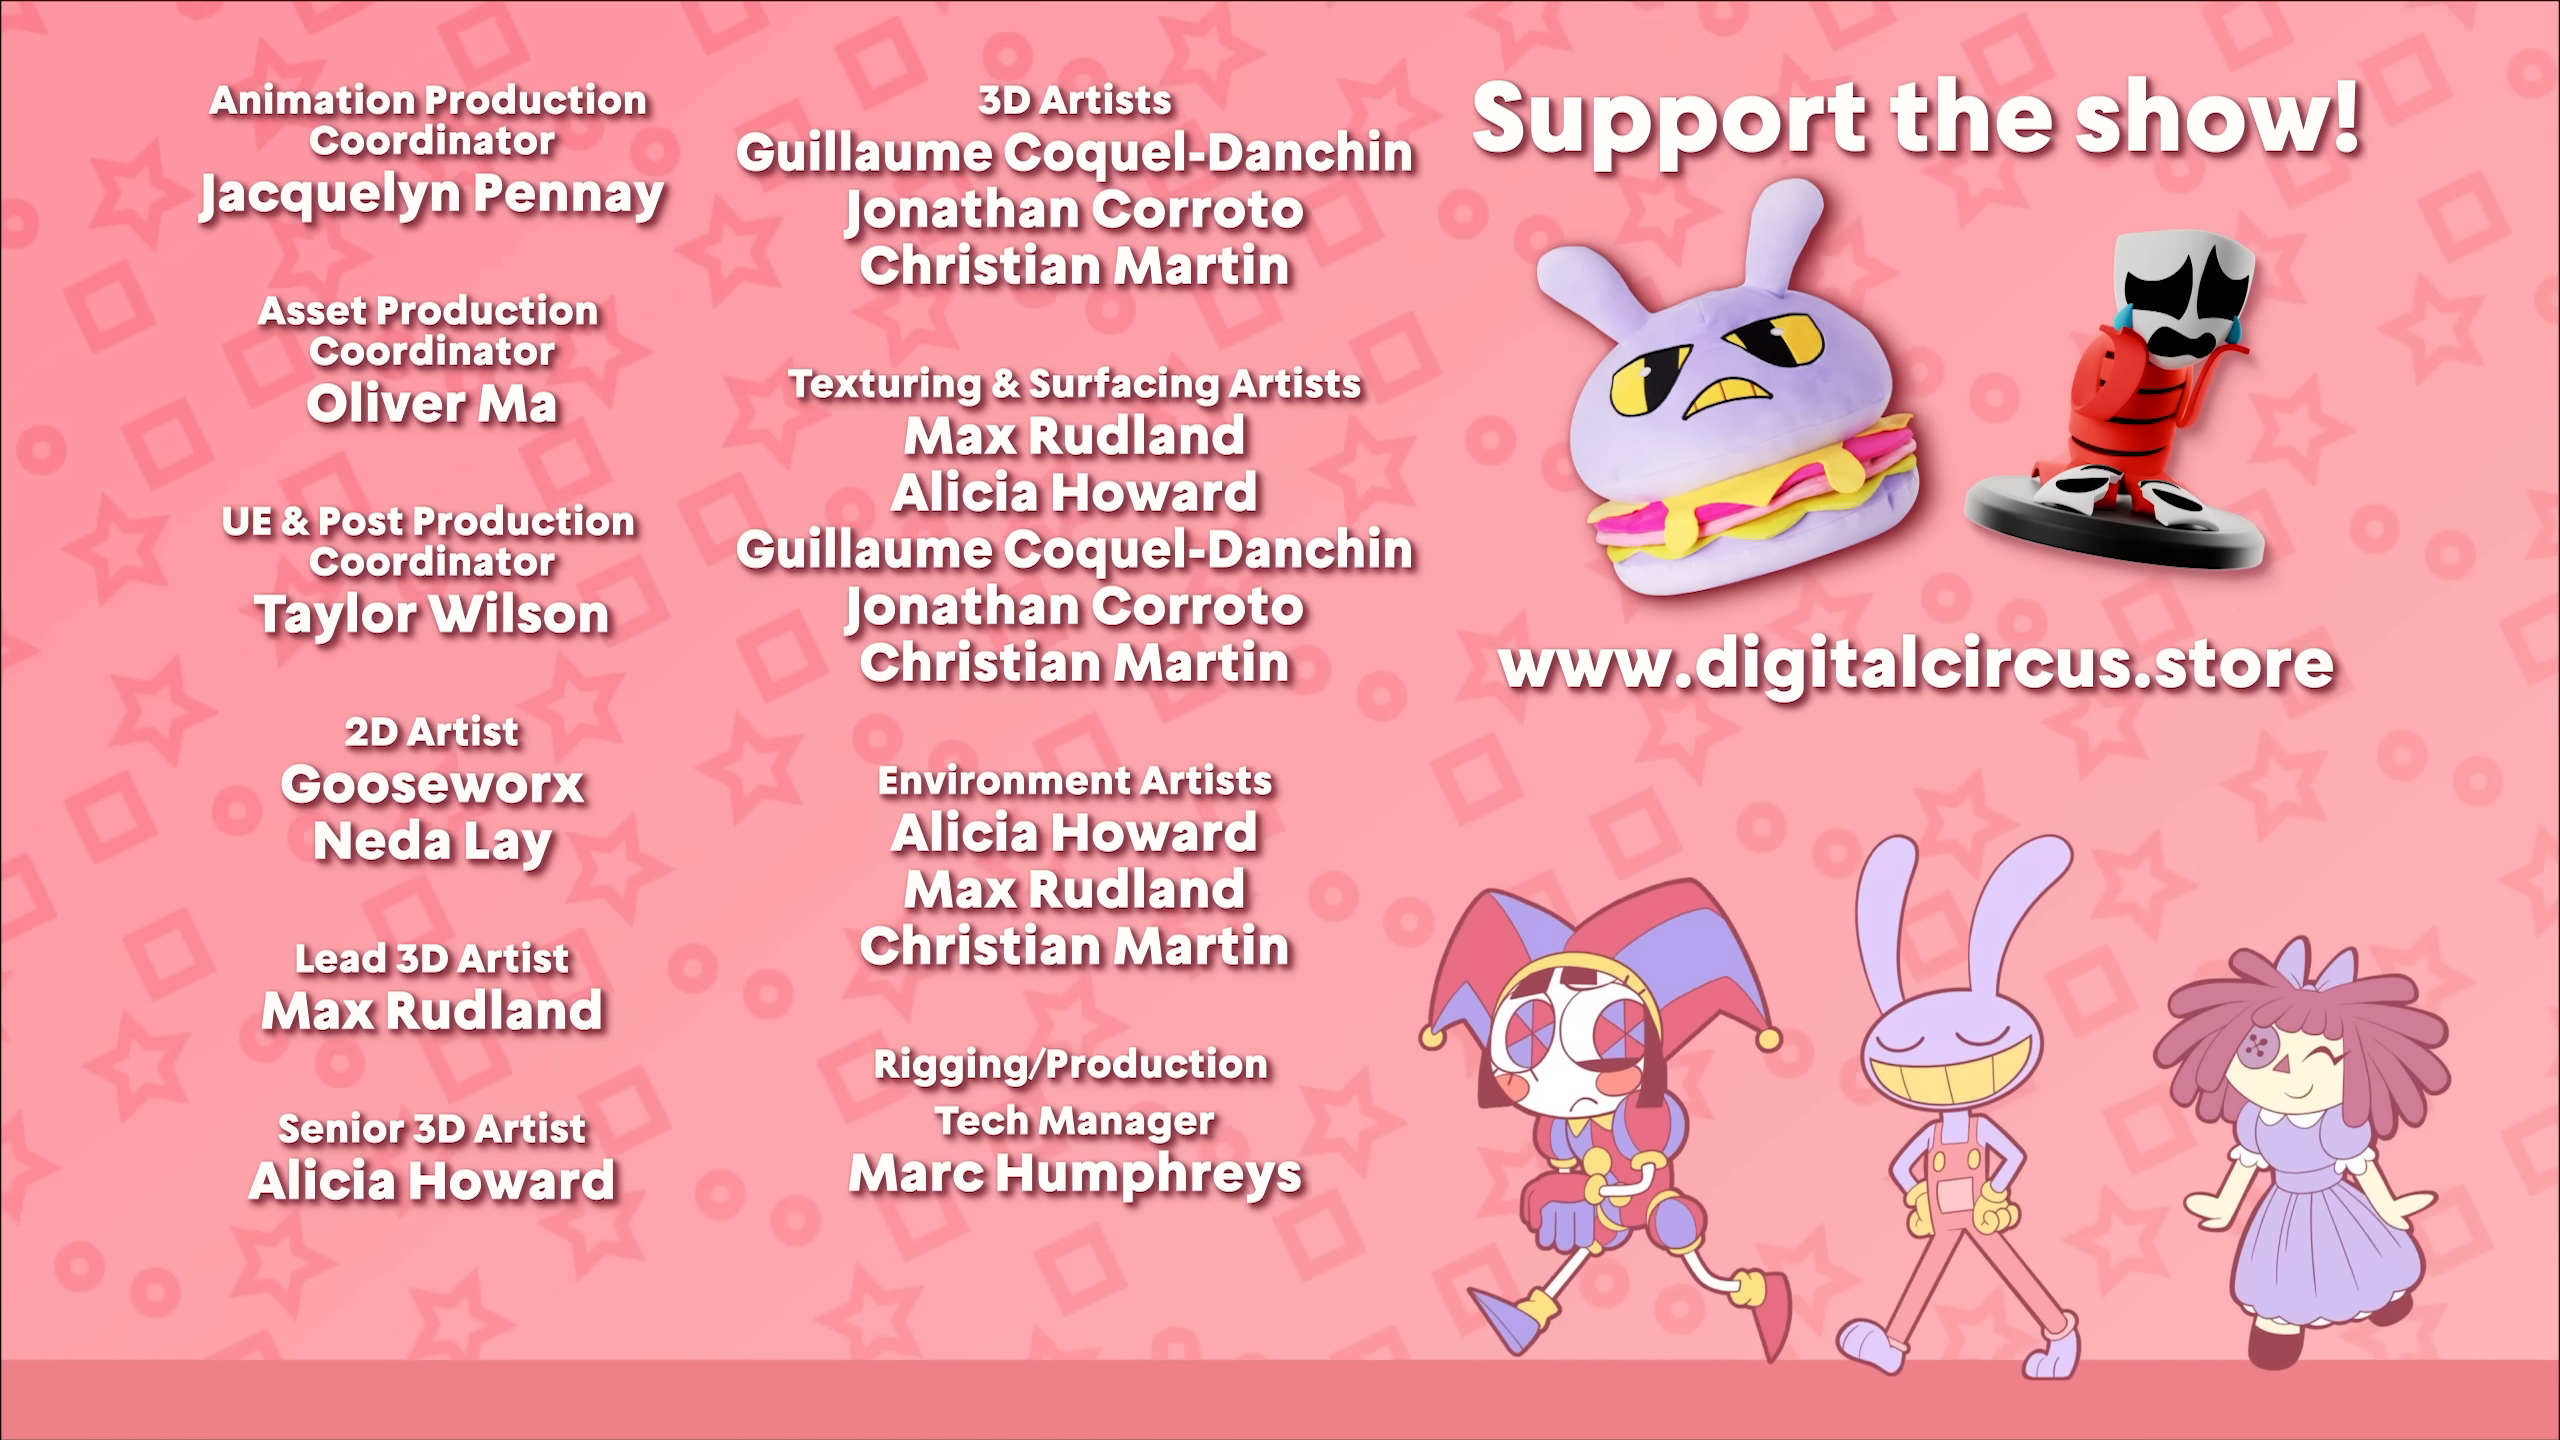 Animation Production
Coordinator
Jacquelyn Pennay
Asset Production
Coordinator
Oliver Ma
UE & Post Production
Coordinator
Taylor Wilson
2D Artist
Gooseworx
Neda Lay
Lead 3D Artist
Max Rudland
Senior 3D Artist
Alicia Howard
3D Artists
Guillaume Coquel-Danchin
Jonathan Corroto
Christian Martin
Texturing & Surfacing Artists
Max Rudland
Alicia Howard
Guillaume Coquel-Danchin
Jonathan Corroto
Christian Martin
Environment Artists
Alicia Howard
Max Rudland
Christian Martin
Rigging/Production
Tech Manager
Marc Humphreys
Support the show!
www.digitalcircus.store